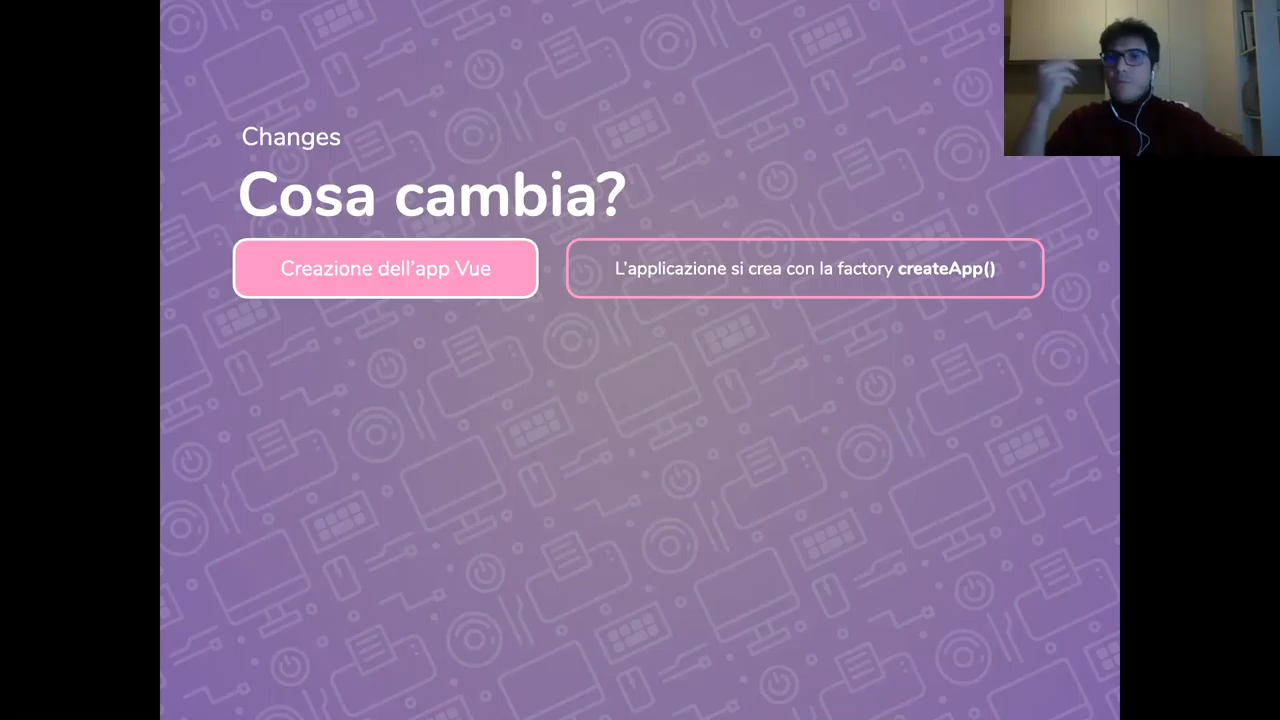 Changes
Cosa cambia?
Creazione dell'app Vue
L'applicazione si crea con la factory createApp()